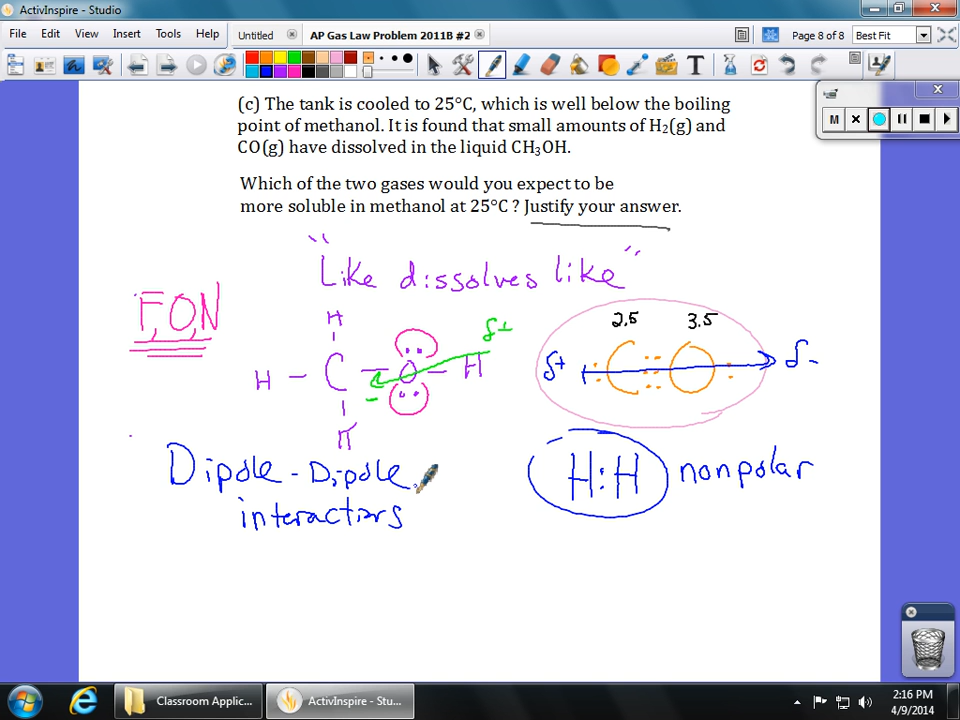 ActivInspire - Studio
File Edit View Insert Tools Help Untitled AP Gas Law Problem 2011B #2 Page 8 of 8 Best Fit
(c) The tank is cooled to 25°C, which is well below the boiling
point of methanol. It is found that small amounts of H₂(g) and
CO(g) have dissolved in the liquid CH₃OH.
Which of the two gases would you expect to be
more soluble in methanol at 25°C ? Justify your answer.
"Like dissolves like"
F, O, N
H
H - C - O - H
H
δ+
-
2.5 3.5
δ+ :C::O: δ-
Dipole - Dipole
interactions
H:H nonpolar
M
Classroom Applic... ActivInspire - Stu...
2:16 PM
4/9/2014